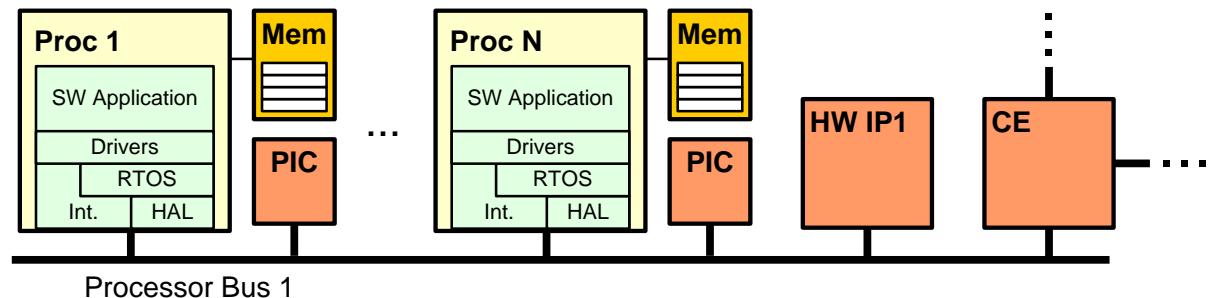 Proc 1
Mem
SW Application
Drivers
RTOS
Int.
HAL
PIC
...
Proc N
Mem
SW Application
Drivers
RTOS
Int.
HAL
PIC
HW IP1
CE
Processor Bus 1